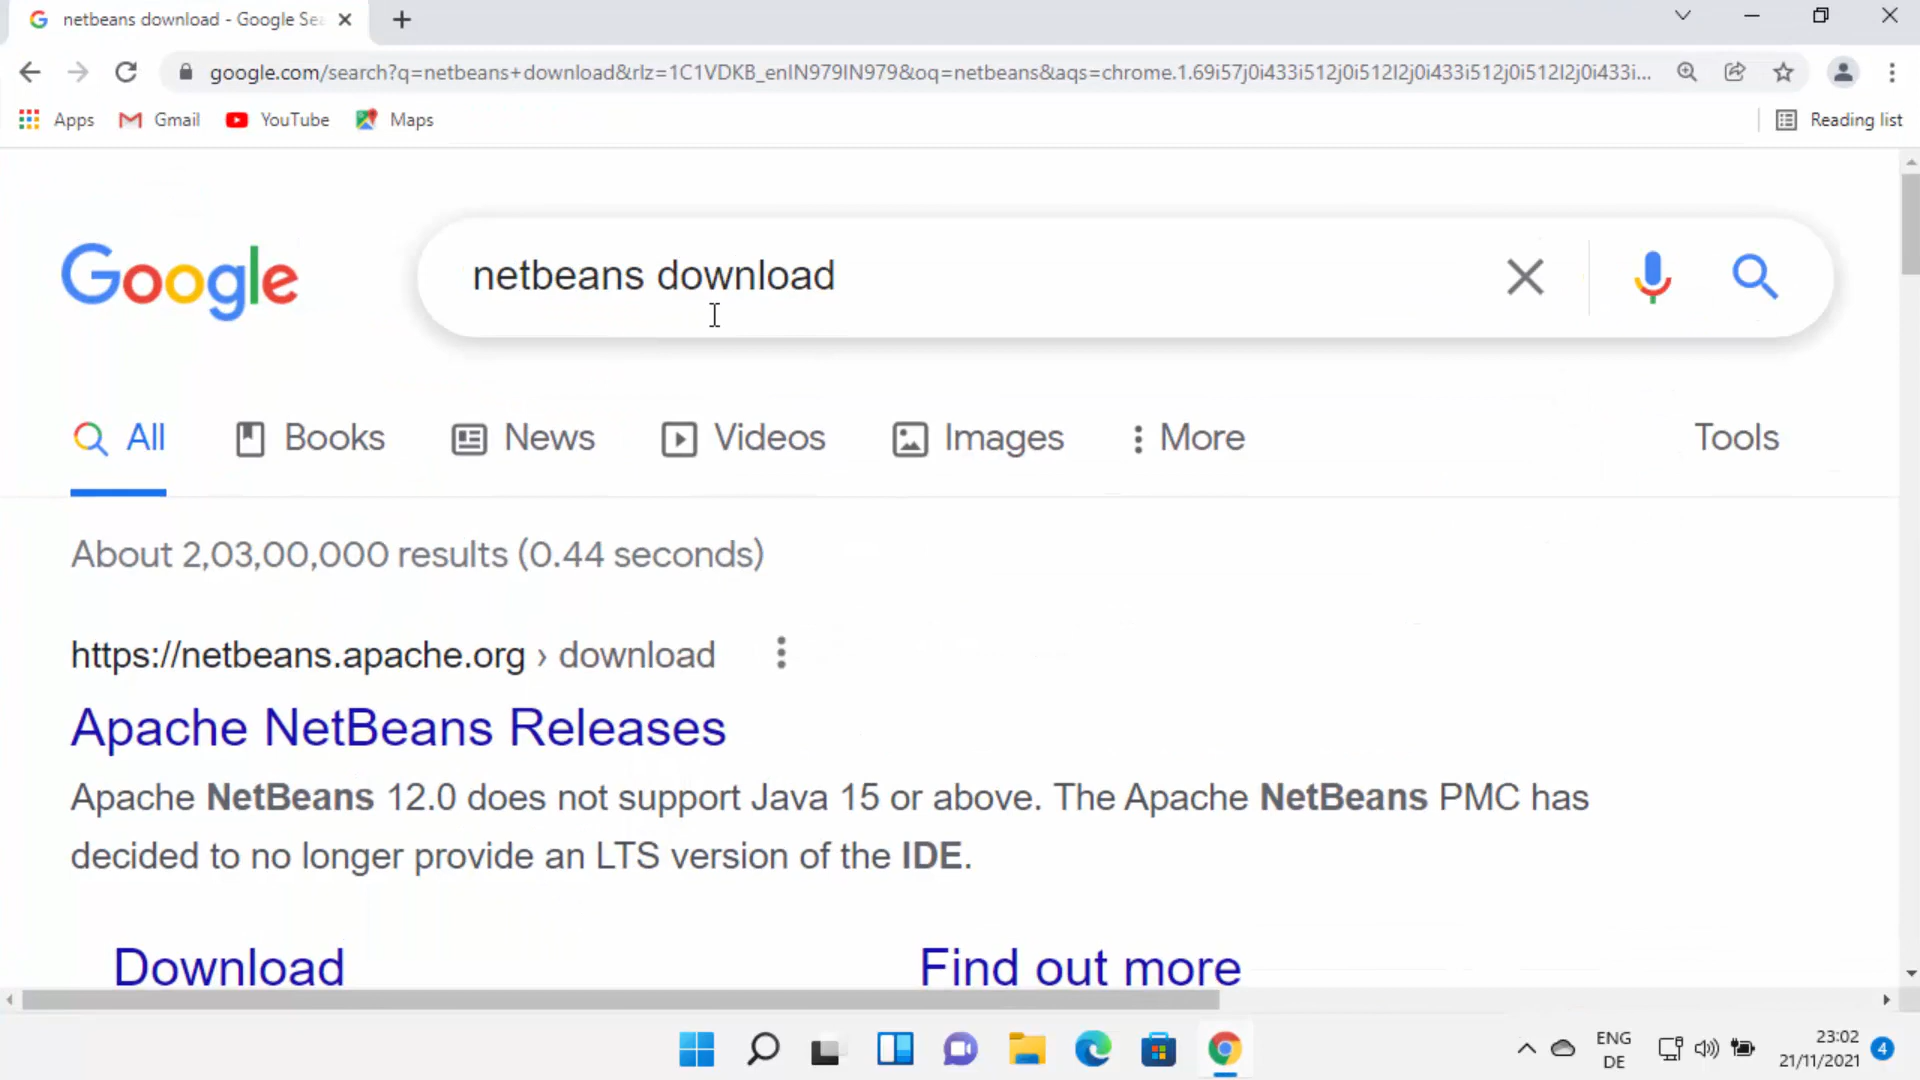 netbeans download - Google Sea
google.com/search?q=netbeans+download&rlz=1C1VDKB_enIN979IN979&oq=netbeans&aqs=chrome.1.69i57j0i433i512j0i512l2j0i433i512j0i512l2j0i433i...
Apps Gmail YouTube Maps Reading list
Google
netbeans download
All Books News Videos Images More Tools
About 2,03,00,000 results (0.44 seconds)
https://netbeans.apache.org › download
Apache NetBeans Releases
Apache NetBeans 12.0 does not support Java 15 or above. The Apache NetBeans PMC has
decided to no longer provide an LTS version of the IDE.
Download Find out more
ENG
DE
23:02
21/11/2021
4